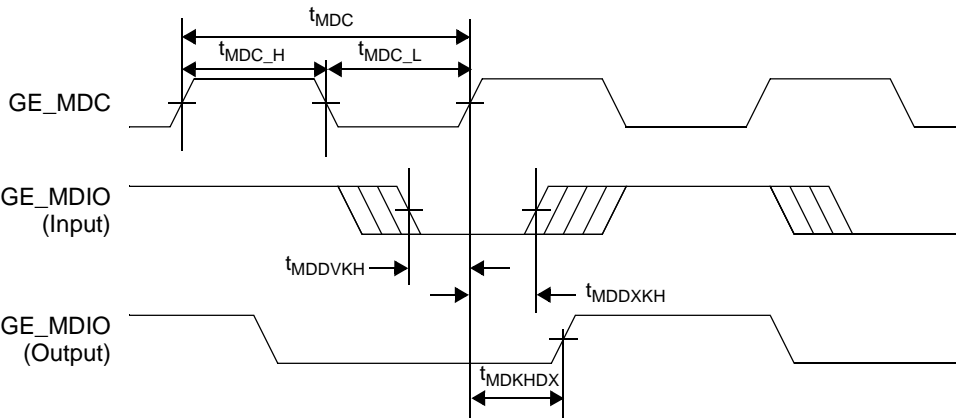 tMDC
tMDC_H
tMDC_L
GE_MDC
GE_MDIO
(Input)
tMDDVKH
tMDDXKH
GE_MDIO
(Output)
tMDKHDX